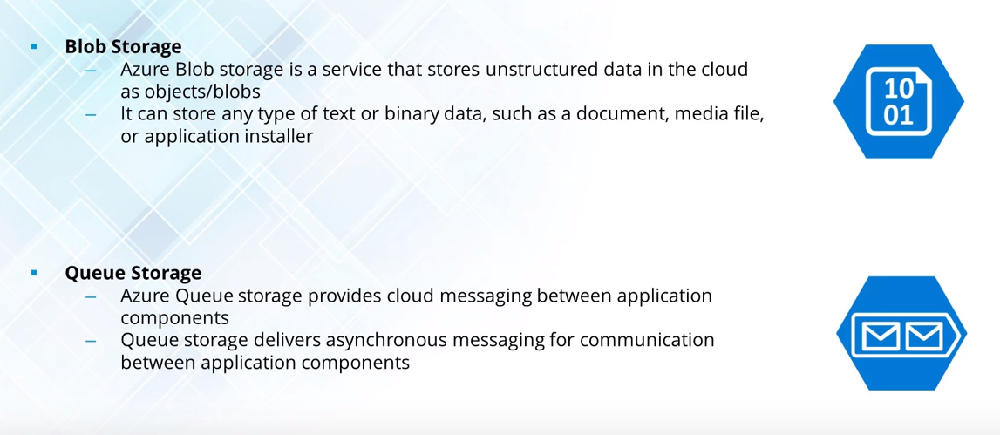 ▪ Blob Storage
– Azure Blob storage is a service that stores unstructured data in the cloud
as objects/blobs
– It can store any type of text or binary data, such as a document, media file,
or application installer
10
01
▪ Queue Storage
– Azure Queue storage provides cloud messaging between application
components
– Queue storage delivers asynchronous messaging for communication
between application components